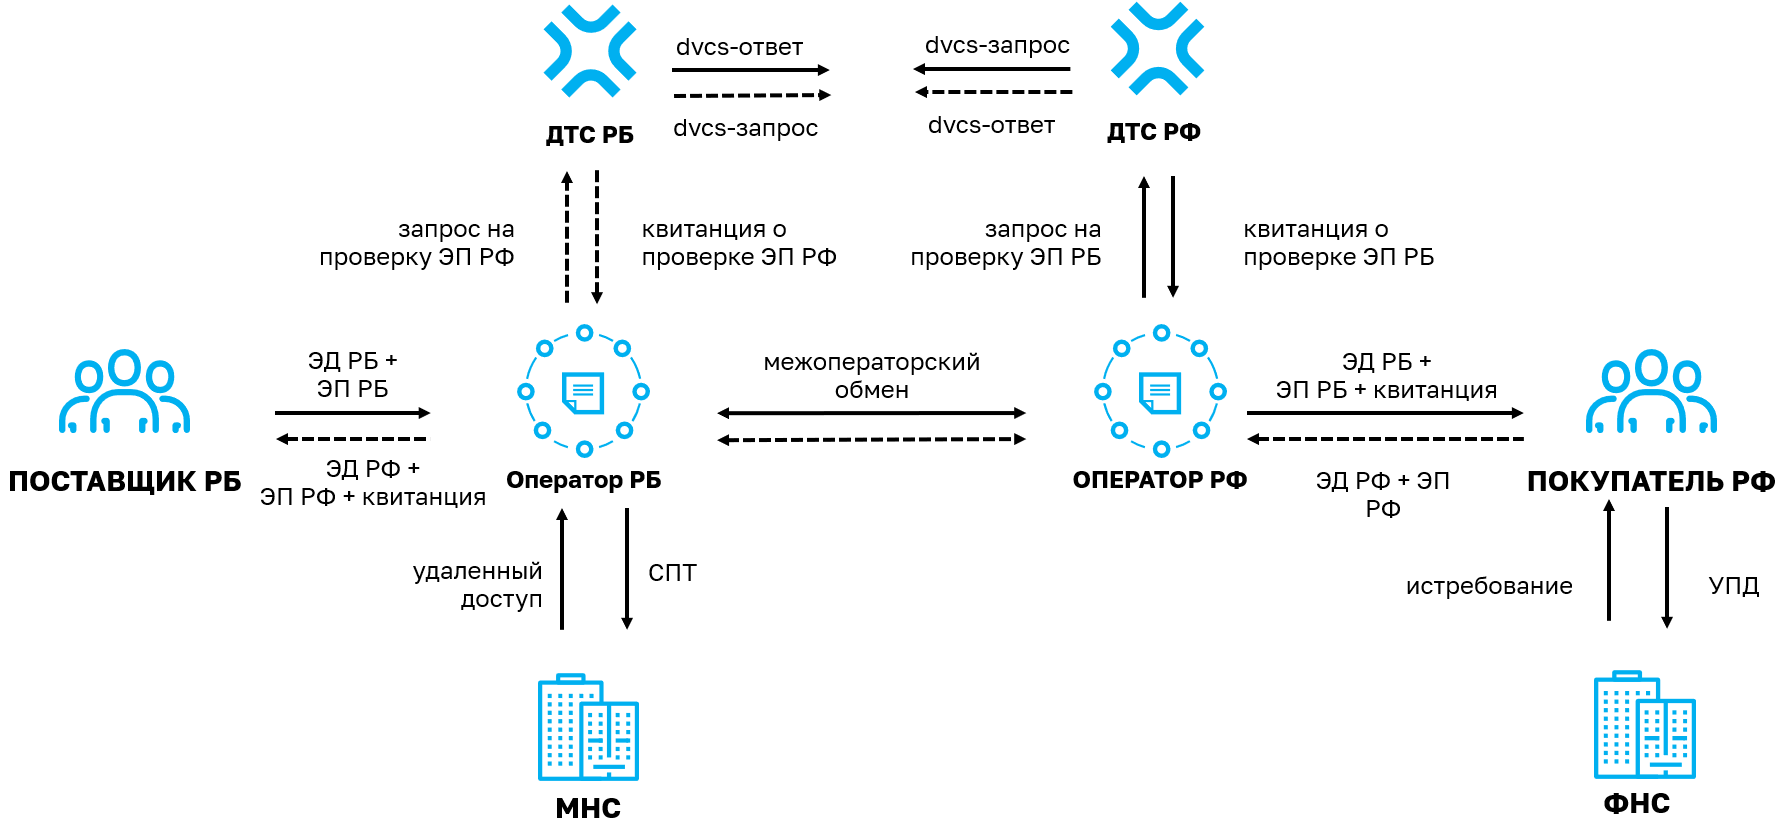 dvcs-ответ
dvcs-запрос
dvcs-запрос
dvcs-ответ
ДТС РБ
ДТС РФ
запрос на
проверку ЭП РФ
квитанция о
проверке ЭП РФ
запрос на
проверку ЭП РБ
квитанция о
проверке ЭП РБ
ЭД РБ +
ЭП РБ
межоператорский
обмен
ЭД РБ +
ЭП РБ + квитанция
ПОСТАВЩИК РБ
ЭД РФ +
ЭП РФ + квитанция
Оператор РБ
ОПЕРАТОР РФ
ЭД РФ + ЭП
РФ
ПОКУПАТЕЛЬ РФ
удаленный
доступ
СПТ
истребование
УПД
МНС
ФНС